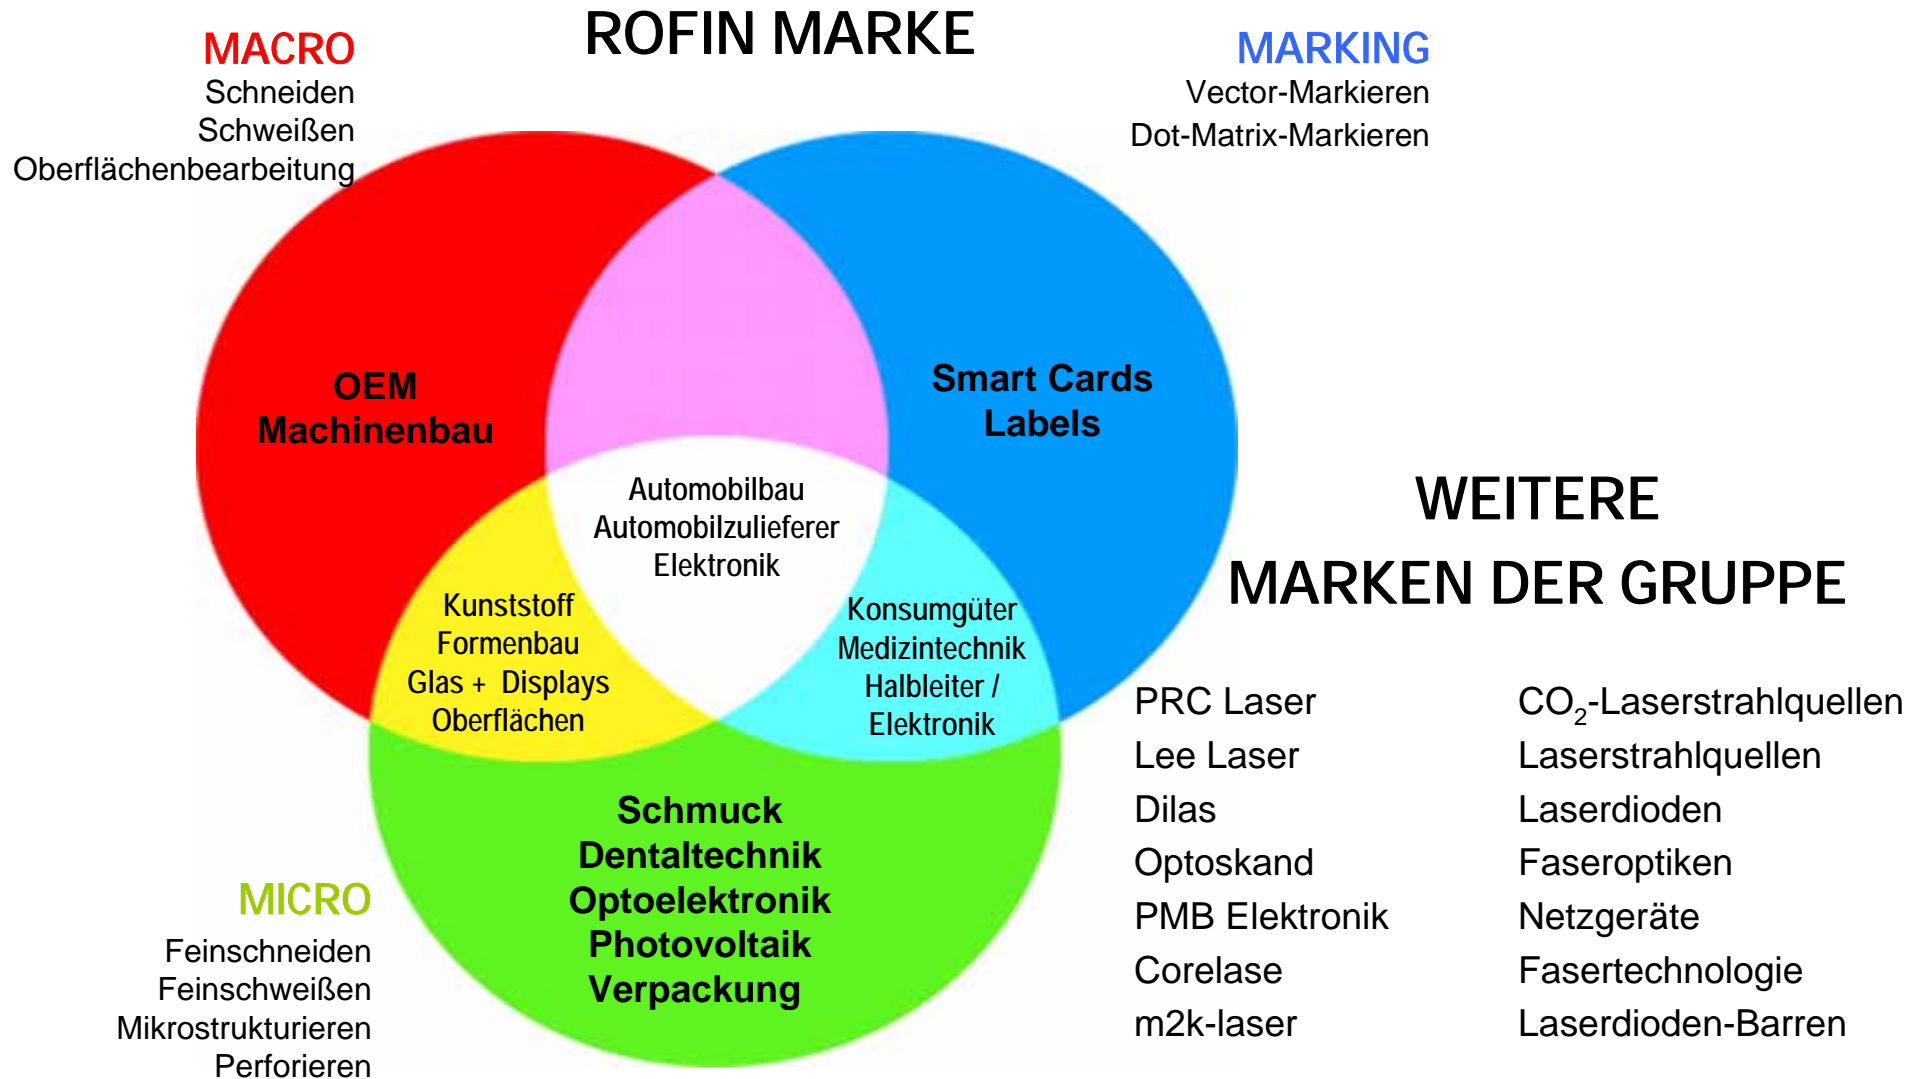 ROFIN MARKE
MACRO
Schneiden
Schweißen
Oberflächenbearbeitung
MARKING
Vector-Markieren
Dot-Matrix-Markieren
OEM
Machinenbau
Smart Cards
Labels
Automobilbau
Automobilzulieferer
Elektronik
Kunststoff
Formenbau
Glas + Displays
Oberflächen
Konsumgüter
Medizintechnik
Halbleiter /
Elektronik
Schmuck
Dentaltechnik
Optoelektronik
Photovoltaik
Verpackung
MICRO
Feinschneiden
Feinschweißen
Mikrostrukturieren
Perforieren
WEITERE
MARKEN DER GRUPPE
PRC Laser CO₂-Laserstrahlquellen
Lee Laser Laserstrahlquellen
Dilas Laserdioden
Optoskand Faseroptiken
PMB Elektronik Netzgeräte
Corelase Fasertechnologie
m2k-laser Laserdioden-Barren